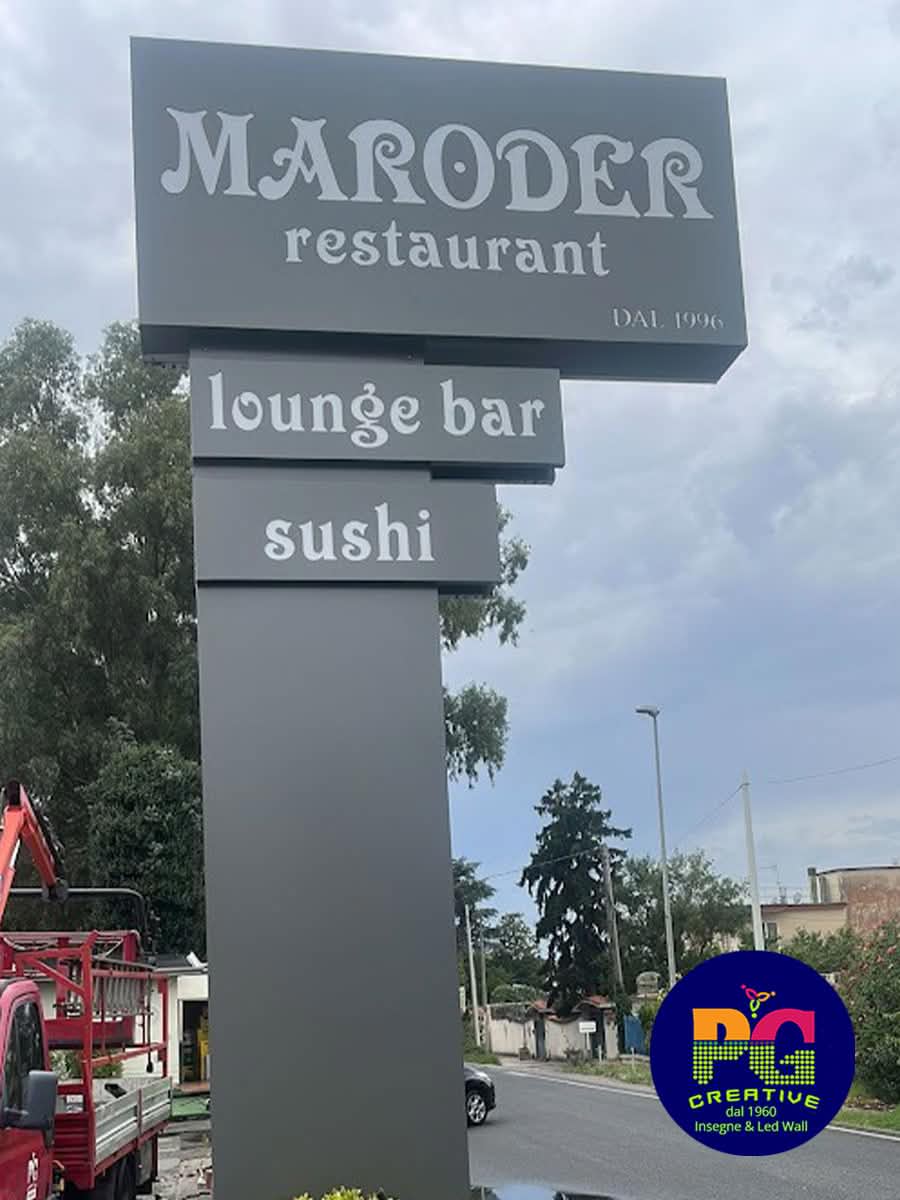 MARODER
restaurant
DAL 1996
lounge bar
sushi
PG
CREATIVE
dal 1960
Insegne & Led Wall